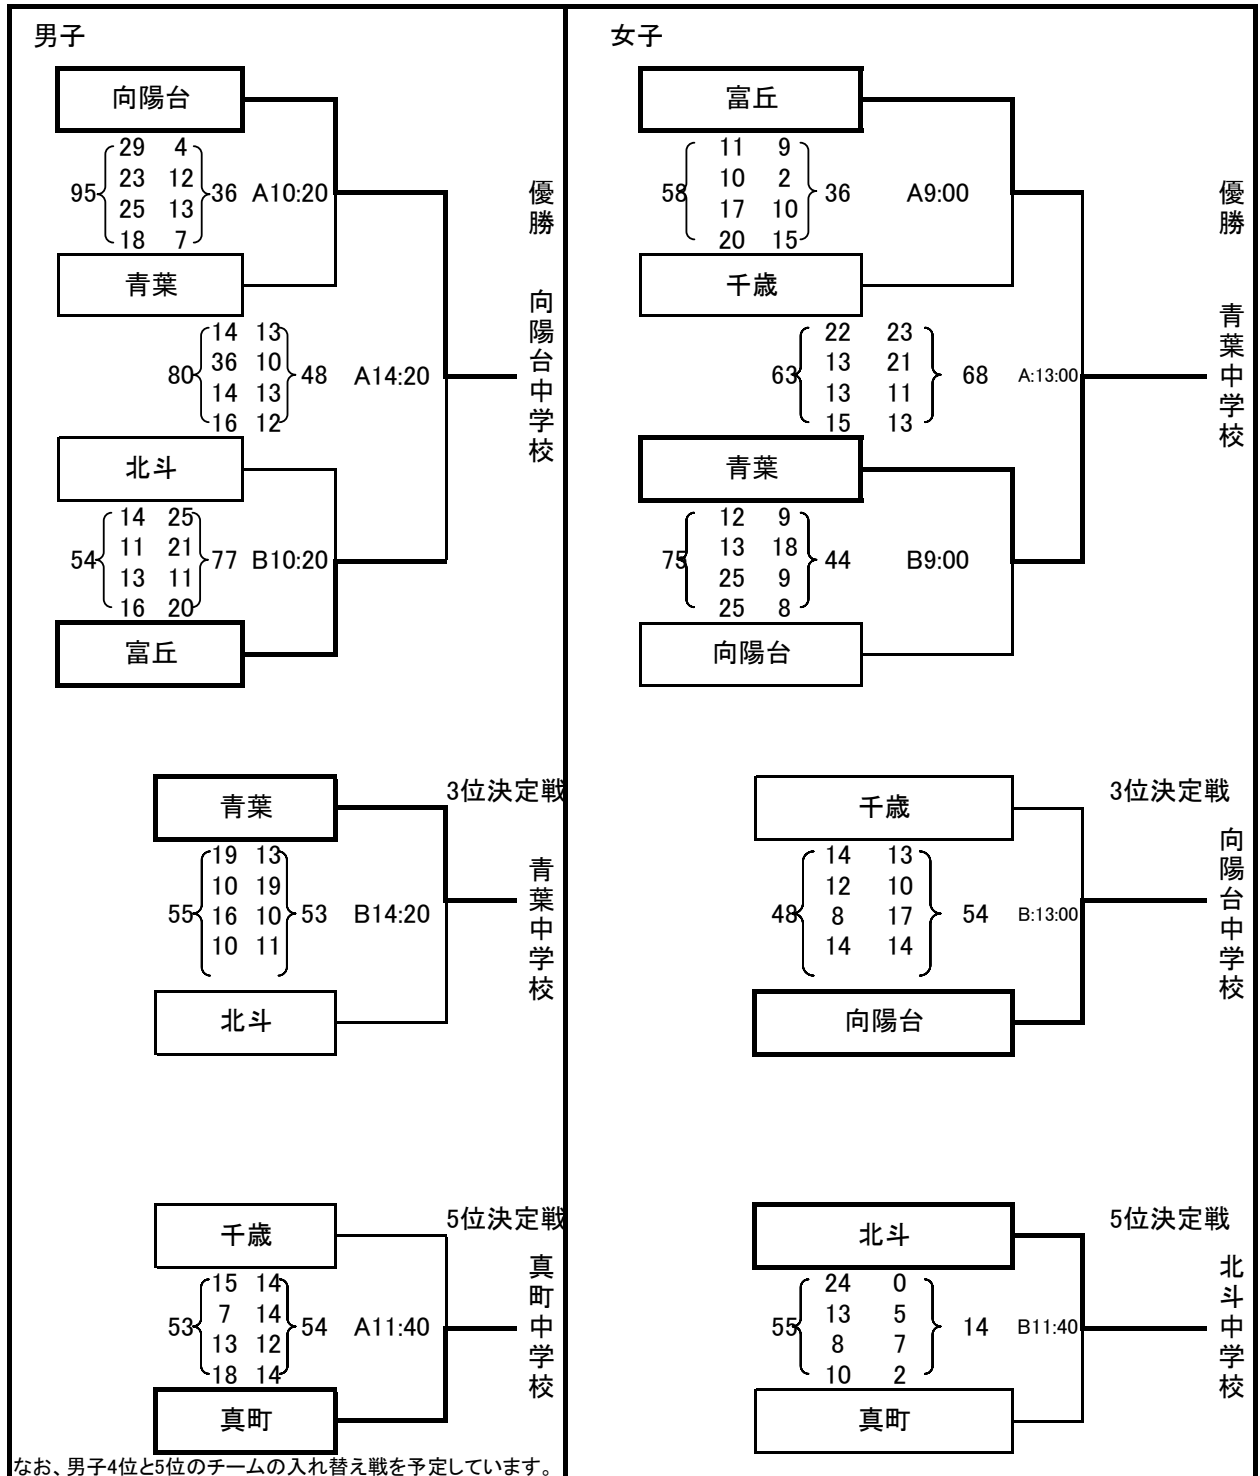 男子
向陽台
29 4
95 23 12 36 A10:20
25 13
18 7
青葉
14 13
80 36 10 48 A14:20
14 13
16 12
北斗
14 25
54 11 21 77 B10:20
13 11
16 20
富丘
優勝
向陽台中学校
3位決定戦
青葉
19 13
10 19
55 16 10 53 B14:20
10 11
北斗
青葉中学校
5位決定戦
千歳
15 14
53 7 14 54 A11:40
13 12
18 14
真町
真町中学校
なお、男子4位と5位のチームの入れ替え戦を予定しています。
女子
富丘
11 9
58 10 2 36 A9:00
17 10
20 15
千歳
22 23
63 13 21 68 A:13:00
13 11
15 13
青葉
12 9
75 13 18 44 B9:00
25 9
25 8
向陽台
優勝
青葉中学校
3位決定戦
千歳
14 13
12 10
48 8 17 54 B:13:00
14 14
向陽台
向陽台中学校
5位決定戦
北斗
24 0
55 13 5 14 B11:40
8 7
10 2
真町
北斗中学校